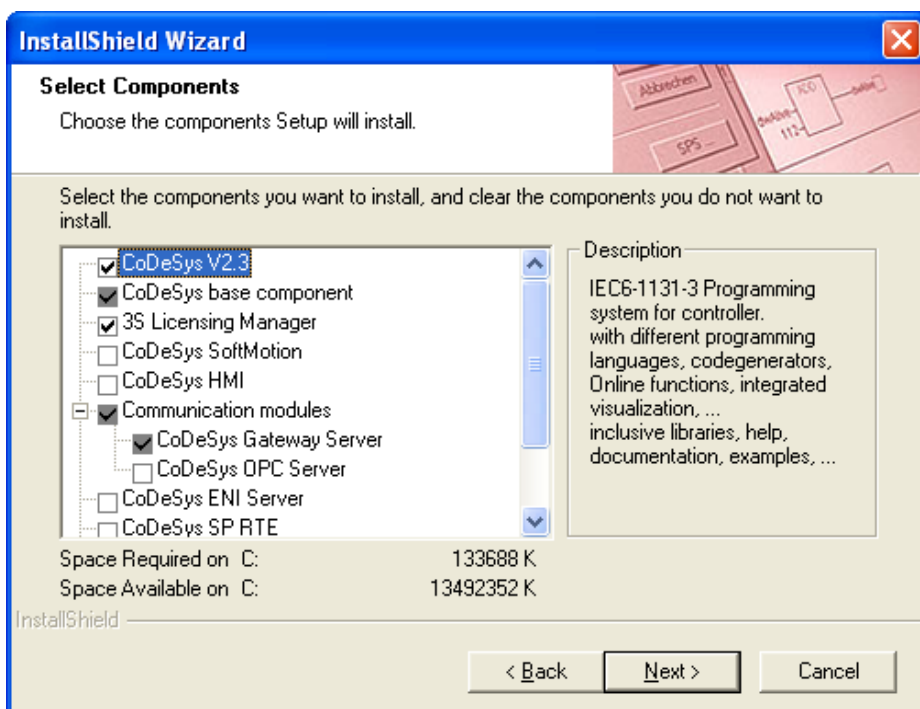 InstallShield Wizard
Select Components
Choose the components Setup will install.
Abbrechen
SPS ...
ADD
112
Select the components you want to install, and clear the components you do not want to
install.
CoDeSys V2.3
CoDeSys base component
3S Licensing Manager
CoDeSys SoftMotion
CoDeSys HMI
Communication modules
CoDeSys Gateway Server
CoDeSys OPC Server
CoDeSys ENI Server
CoDeSys SP RTE
Description
IEC6-1131-3 Programming
system for controller.
with different programming
languages, codegenerators,
Online functions, integrated
visualization, ...
inclusive libraries, help,
documentation, examples, ...
Space Required on C: 133688 K
Space Available on C: 13492352 K
InstallShield
< Back
Next >
Cancel